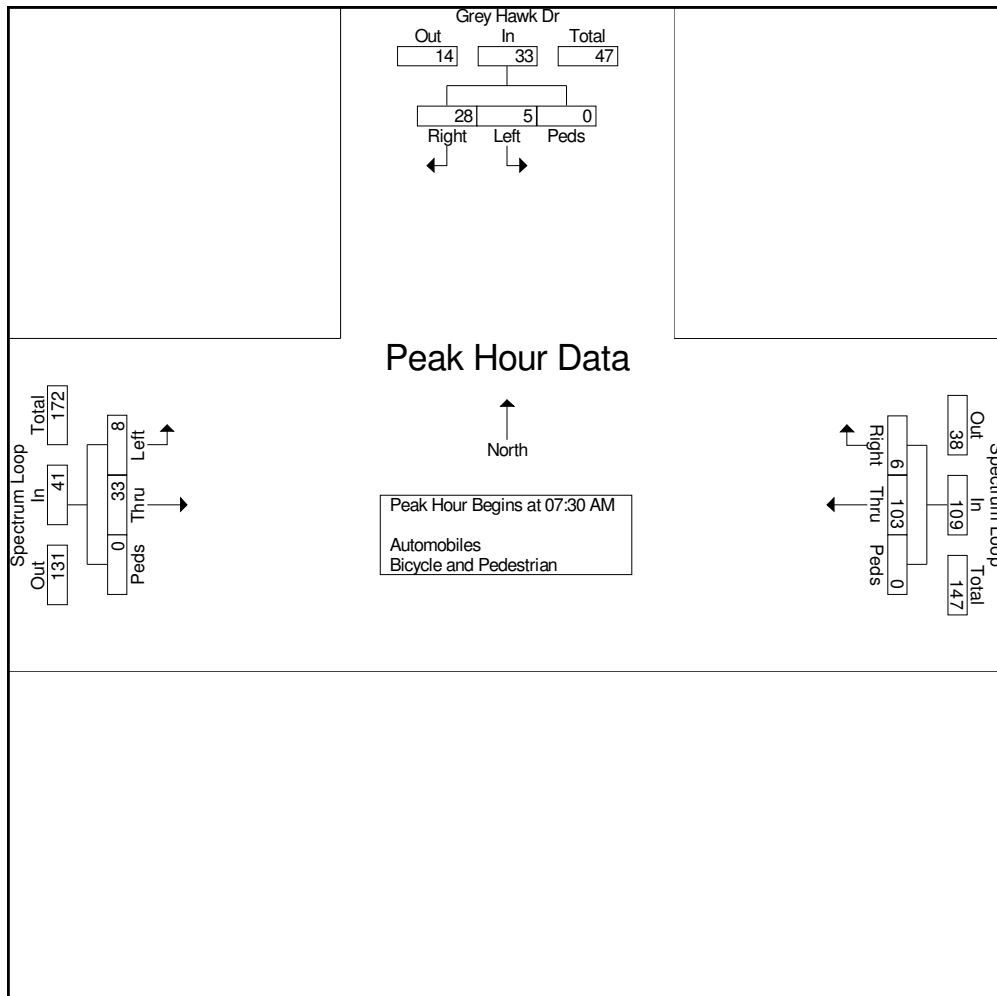 Grey Hawk Dr
Out In Total
14 33 47
28 5 0
Right Left Peds
Peak Hour Data
North
Peak Hour Begins at 07:30 AM
Automobiles
Bicycle and Pedestrian
Spectrum Loop
Out In Total
131 41 172
Left Thru Peds
8 33 0
Spectrum Loop
Out In Total
38 109 147
Right Thru Peds
6 103 0